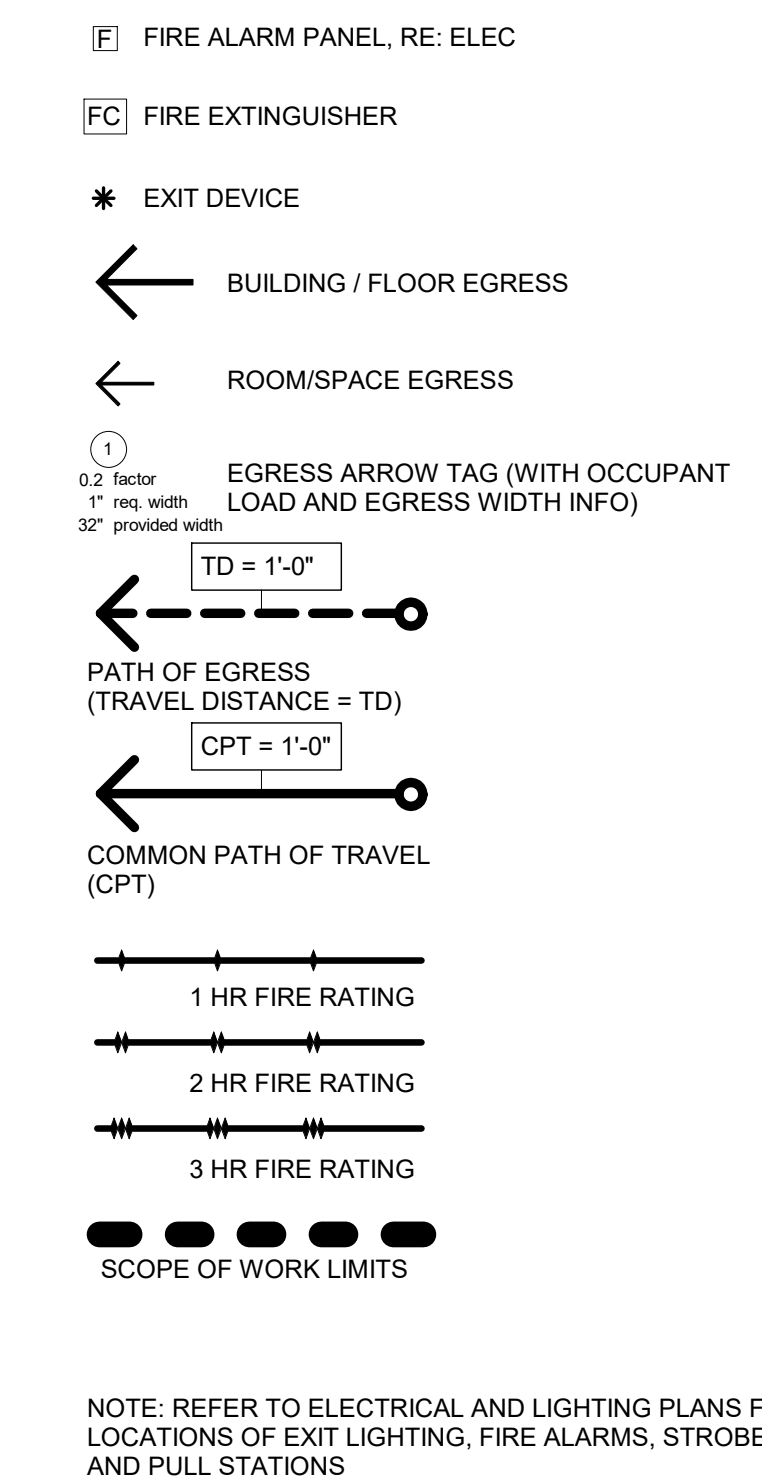 F FIRE ALARM PANEL, RE: ELEC
FC FIRE EXTINGUISHER
EXIT DEVICE
BUILDING / FLOOR EGRESS
ROOM/SPACE EGRESS
1
0.2 factor
1" req. width
32" provided width
EGRESS ARROW TAG (WITH OCCUPANT
LOAD AND EGRESS WIDTH INFO)
TD = 1'-0"
PATH OF EGRESS
(TRAVEL DISTANCE = TD)
CPT = 1'-0"
COMMON PATH OF TRAVEL
(CPT)
1 HR FIRE RATING
2 HR FIRE RATING
3 HR FIRE RATING
SCOPE OF WORK LIMITS
NOTE: REFER TO ELECTRICAL AND LIGHTING PLANS
LOCATIONS OF EXIT LIGHTING, FIRE ALARMS, STROBE
AND PULL STATIONS